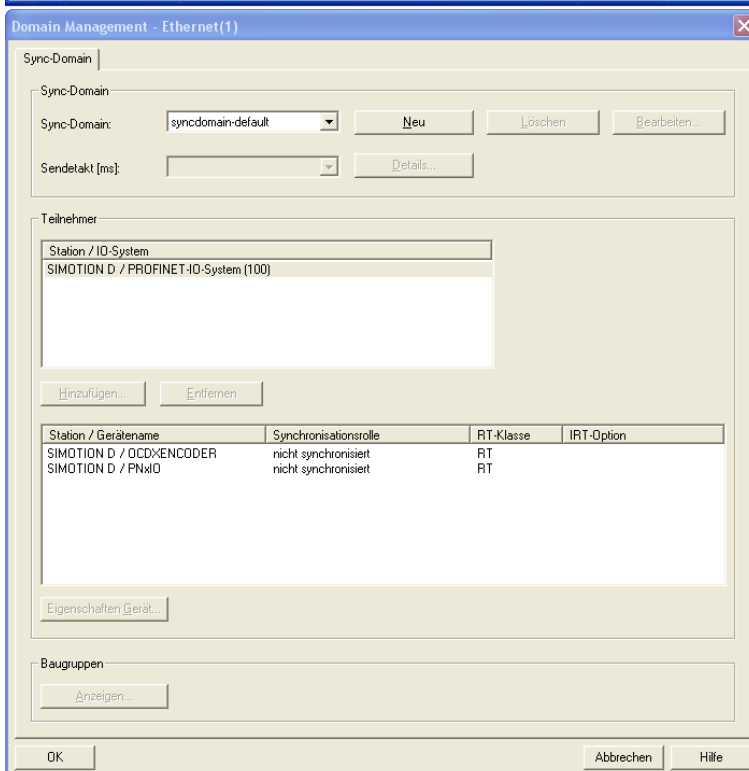 Domain Management - Ethernet(1)
Sync-Domain
Sync-Domain
Sync-Domain:
syncdomain-default
Neu
Löschen
Bearbeiten...
Sendetakt [ms]:
Details...
Teilnehmer
Station / IO-System
SIMOTION D / PROFINET-IO-System (100)
Hinzufügen...
Entfernen
Station / Gerätename Synchronisationsrolle RT-Klasse IRT-Option
SIMOTION D / OCDXENCODER nicht synchronisiert RT
SIMOTION D / PNxIO nicht synchronisiert RT
Eigenschaften Gerät...
Baugruppen
Anzeigen...
OK
Abbrechen
Hilfe